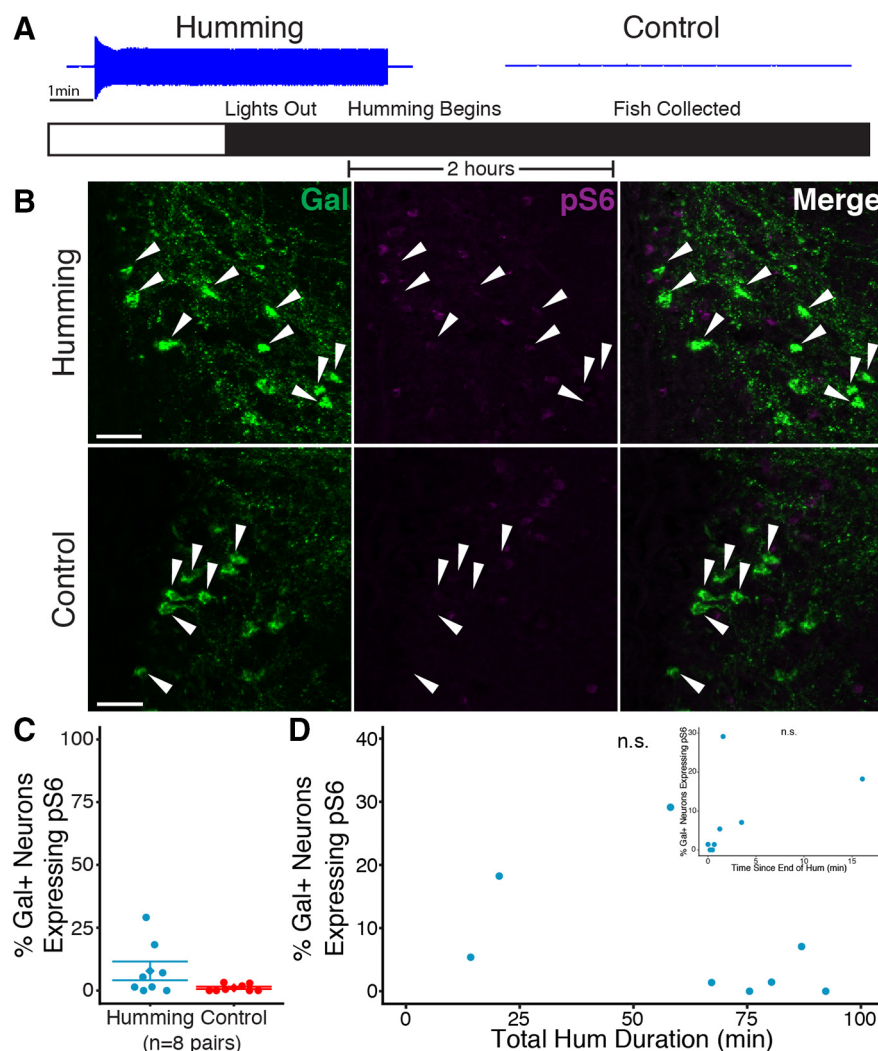 A
Humming
Control
1min
Lights Out
Humming Begins
Fish Collected
2 hours
B
Gal
pS6
Merge
Humming
Control
C
% Gal+ Neurons
Expressing pS6
100
75
50
25
0
Humming Control
(n=8 pairs)
D
% Gal+ Neurons
Expressing pS6
40
30
20
10
0
n.s.
0
25
50
75
100
Total Hum Duration (min)
% Gal+ Neurons Expressing pS6
30
20
10
0
n.s.
0
5
10
15
Time Since End of Hum (min)